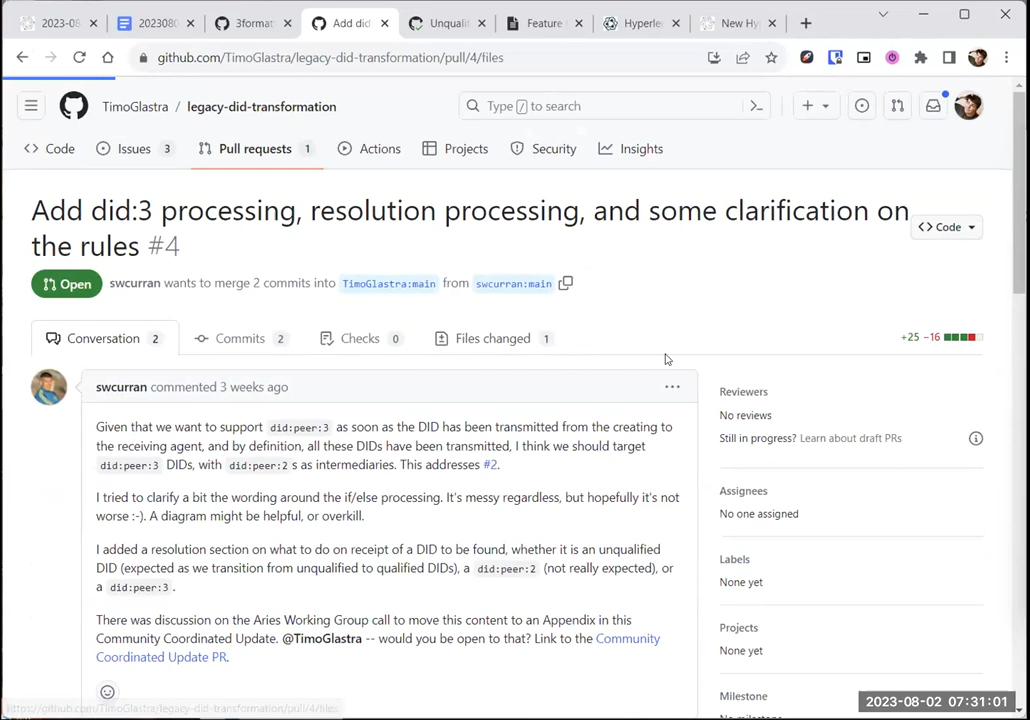 2023-08-
2023080
3format
Add did
Unqualif
Feature
Hyperled
New Hy
github.com/TimoGlastra/legacy-did-transformation/pull/4/files
TimoGlastra / legacy-did-transformation
Type / to search
Code
Issues 3
Pull requests 1
Actions
Projects
Security
Insights
Add did:3 processing, resolution processing, and some clarification on
the rules #4
Code
Open
swcurran wants to merge 2 commits into TimoGlastra:main from swcurran:main
Conversation 2
Commits 2
Checks 0
Files changed 1
+25 −16
swcurran commented 3 weeks ago
Given that we want to support did:peer:3 as soon as the DID has been transmitted from the creating to
the receiving agent, and by definition, all these DIDs have been transmitted, I think we should target
did:peer:3 DIDs, with did:peer:2 s as intermediaries. This addresses #2.
I tried to clarify a bit the wording around the if/else processing. It's messy regardless, but hopefully it's not
worse :-). A diagram might be helpful, or overkill.
I added a resolution section on what to do on receipt of a DID to be found, whether it is an unqualified
DID (expected as we transition from unqualified to qualified DIDs), a did:peer:2 (not really expected), or
a did:peer:3 .
There was discussion on the Aries Working Group call to move this content to an Appendix in this
Community Coordinated Update. @TimoGlastra -- would you be open to that? Link to the Community
Coordinated Update PR.
Reviewers
No reviews
Still in progress? Learn about draft PRs
Assignees
No one assigned
Labels
None yet
Projects
None yet
Milestone
https://github.com/TimoGlastra/legacy-did-transformation/pull/4/files
2023-08-02 07:31:01